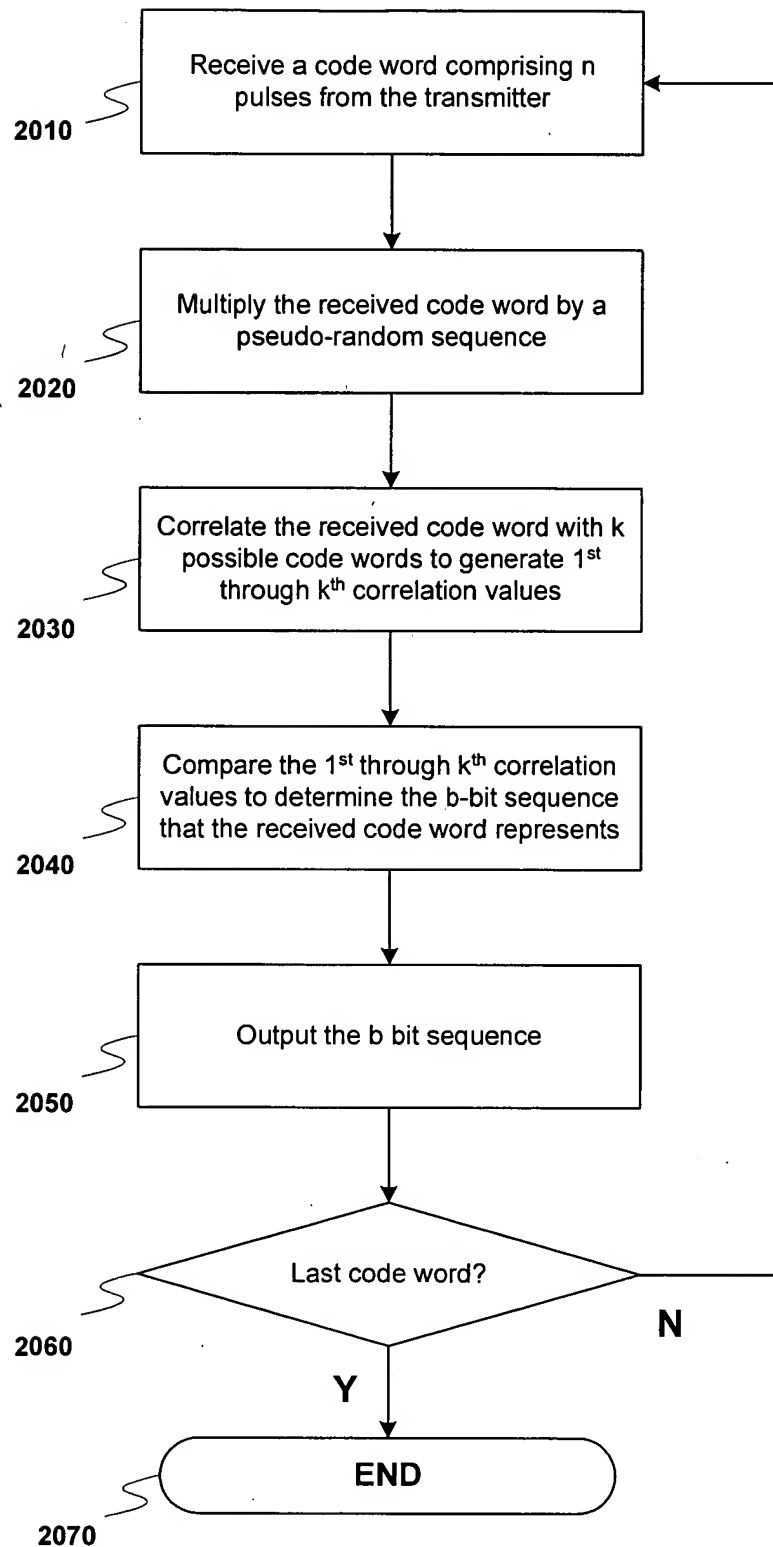 Receive a code word comprising n
pulses from the transmitter
2010
Multiply the received code word by a
pseudo-random sequence
2020
Correlate the received code word with k
possible code words to generate 1st
through kth correlation values
2030
Compare the 1st through kth correlation
values to determine the b-bit sequence
that the received code word represents
2040
Output the b bit sequence
2050
Last code word?
2060
N
Y
END
2070